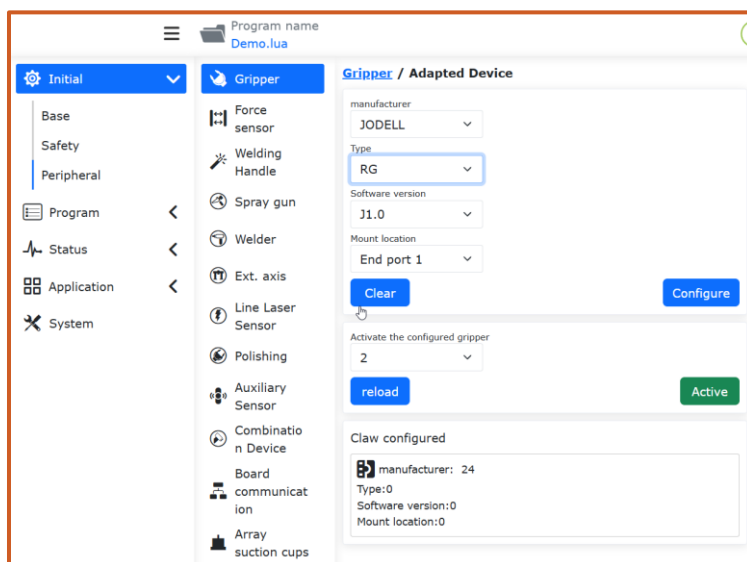 Program name
Demo.lua
Initial
Base
Safety
Peripheral
Program
Status
Application
System
Gripper
Force
sensor
Welding
Handle
Spray gun
Welder
Ext. axis
Line Laser
Sensor
Polishing
Auxiliary
Sensor
Combinatio
n Device
Board
communicat
ion
Array
suction cups
Gripper / Adapted Device
manufacturer
JODELL
Type
RG
Software version
J1.0
Mount location
End port 1
Clear
Configure
Activate the configured gripper
2
reload
Active
Claw configured
manufacturer: 24
Type:0
Software version:0
Mount location:0